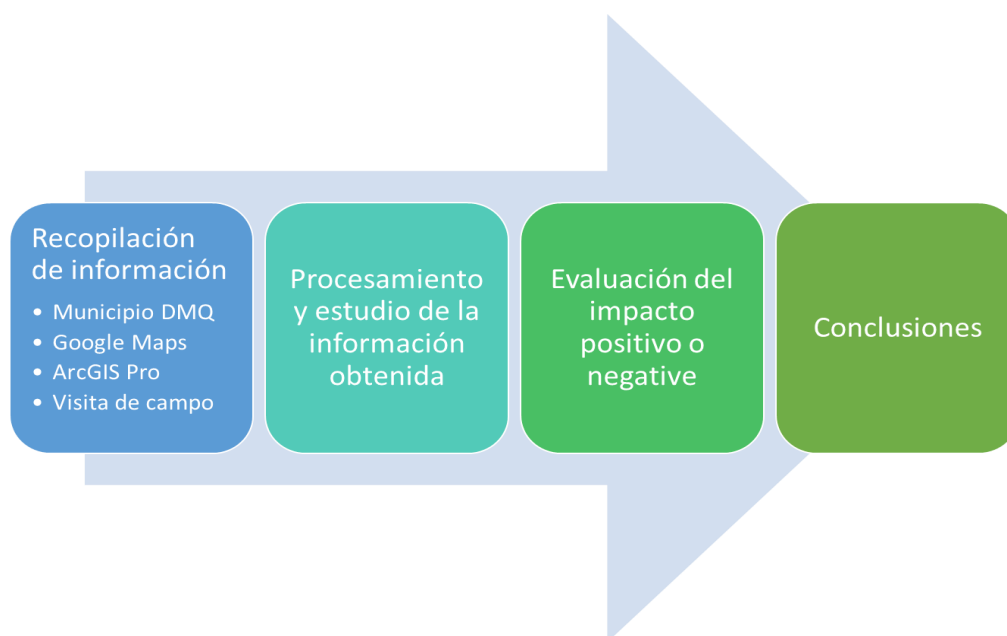 Recopilación
de información
• Municipio DMQ
• Google Maps
• ArcGIS Pro
• Visita de campo
Procesamiento
y estudio de la
información
obtenida
Evaluación del
impacto
positivo o
negative
Conclusiones